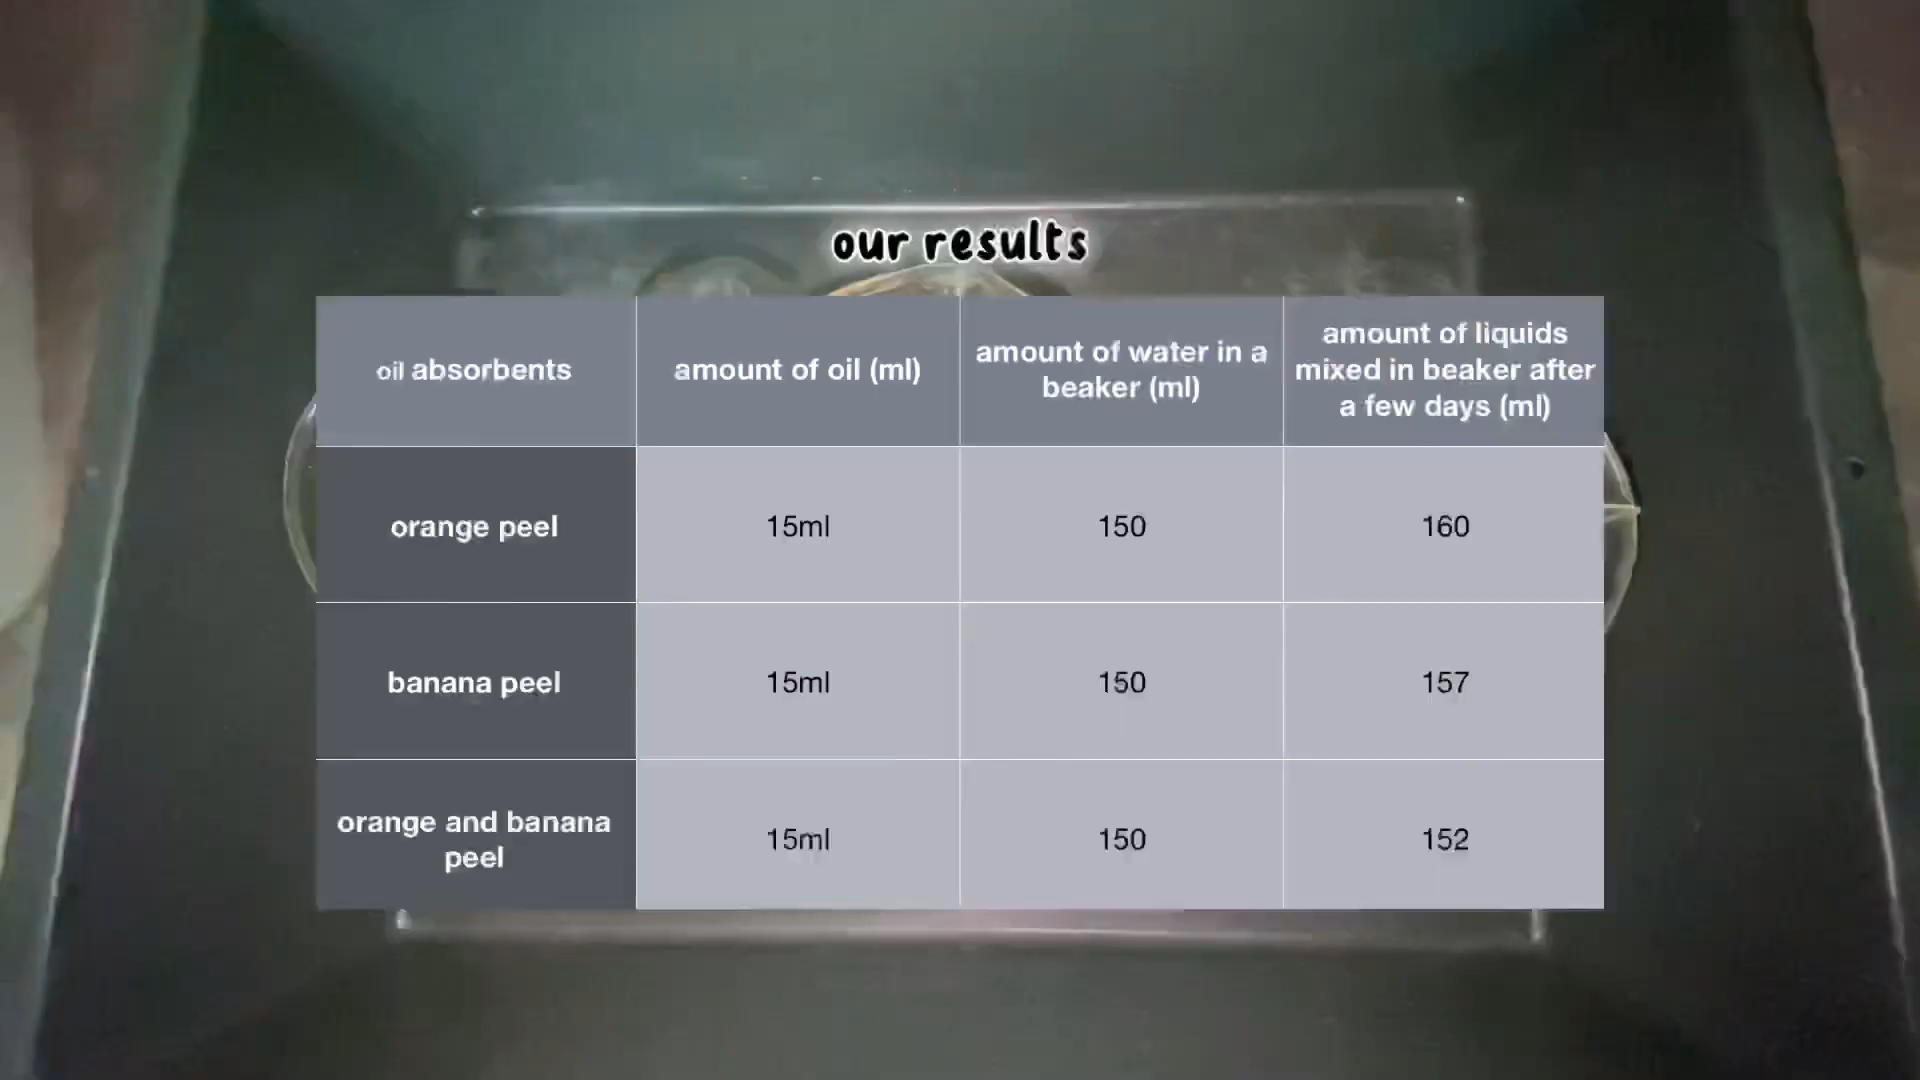 our results
oil absorbents
amount of oil (ml)
amount of water in a
beaker (ml)
amount of liquids
mixed in beaker after
a few days (ml)
orange peel
15ml
150
160
banana peel
15ml
150
157
orange and banana
peel
15ml
150
152